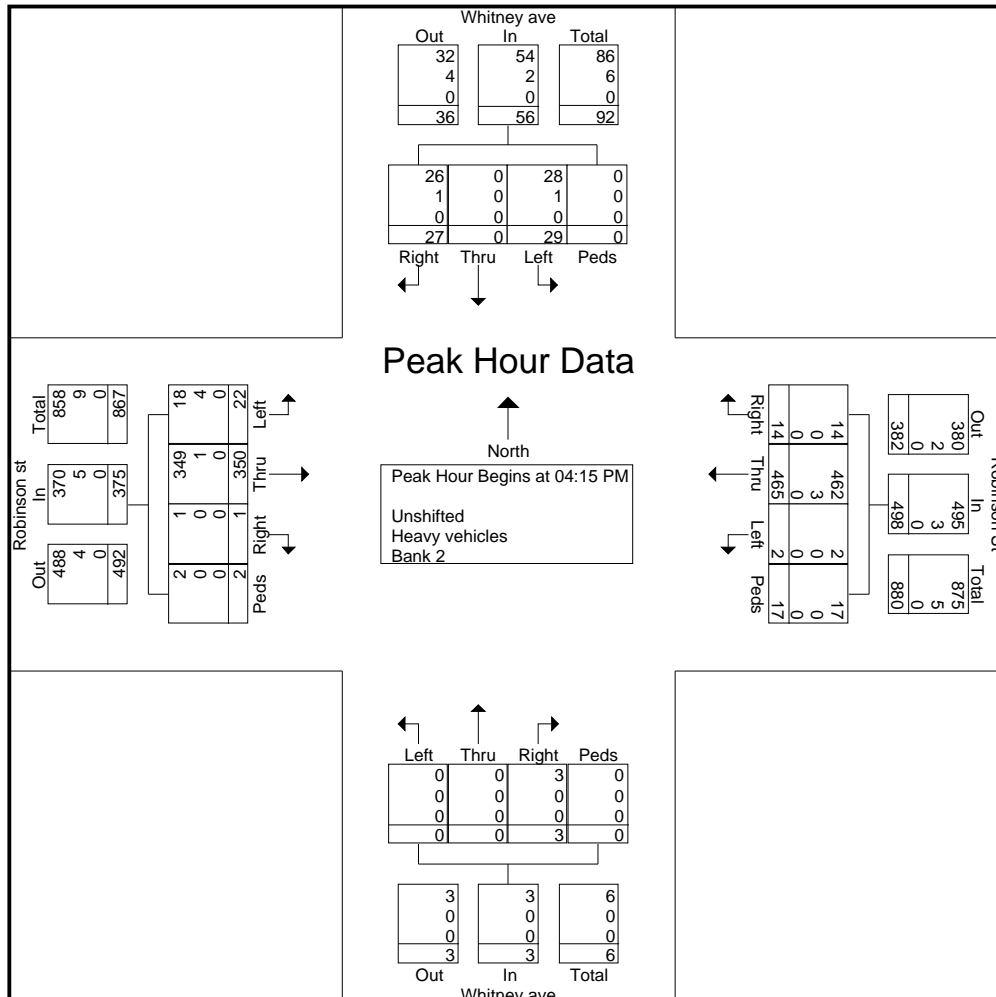 Whitney ave
Out In Total
32 54 86
4 2 6
0 0 0
36 56 92
26 0 28 0
1 0 1 0
0 0 0 0
27 0 29 0
Right Thru Left Peds
Peak Hour Data
North
Peak Hour Begins at 04:15 PM
Unshifted
Heavy vehicles
Bank 2
Robinson st
Out In Total
488 370 858
4 5 9
0 0 0
492 375 867
2 1 349 18
0 0 1 4
0 0 0 0
2 1 350 22
Peds Right Thru Left
Robinson St
Out In Total
380 495 875
2 3 5
0 0 0
382 498 880
14 462 2 17
0 3 0 0
0 0 0 0
14 465 2 17
Right Thru Left Peds
Left Thru Right Peds
0 0 3 0
0 0 0 0
0 0 0 0
0 0 3 0
3 3 6
0 0 0
0 0 0
3 3 6
Out In Total
Whitney ave